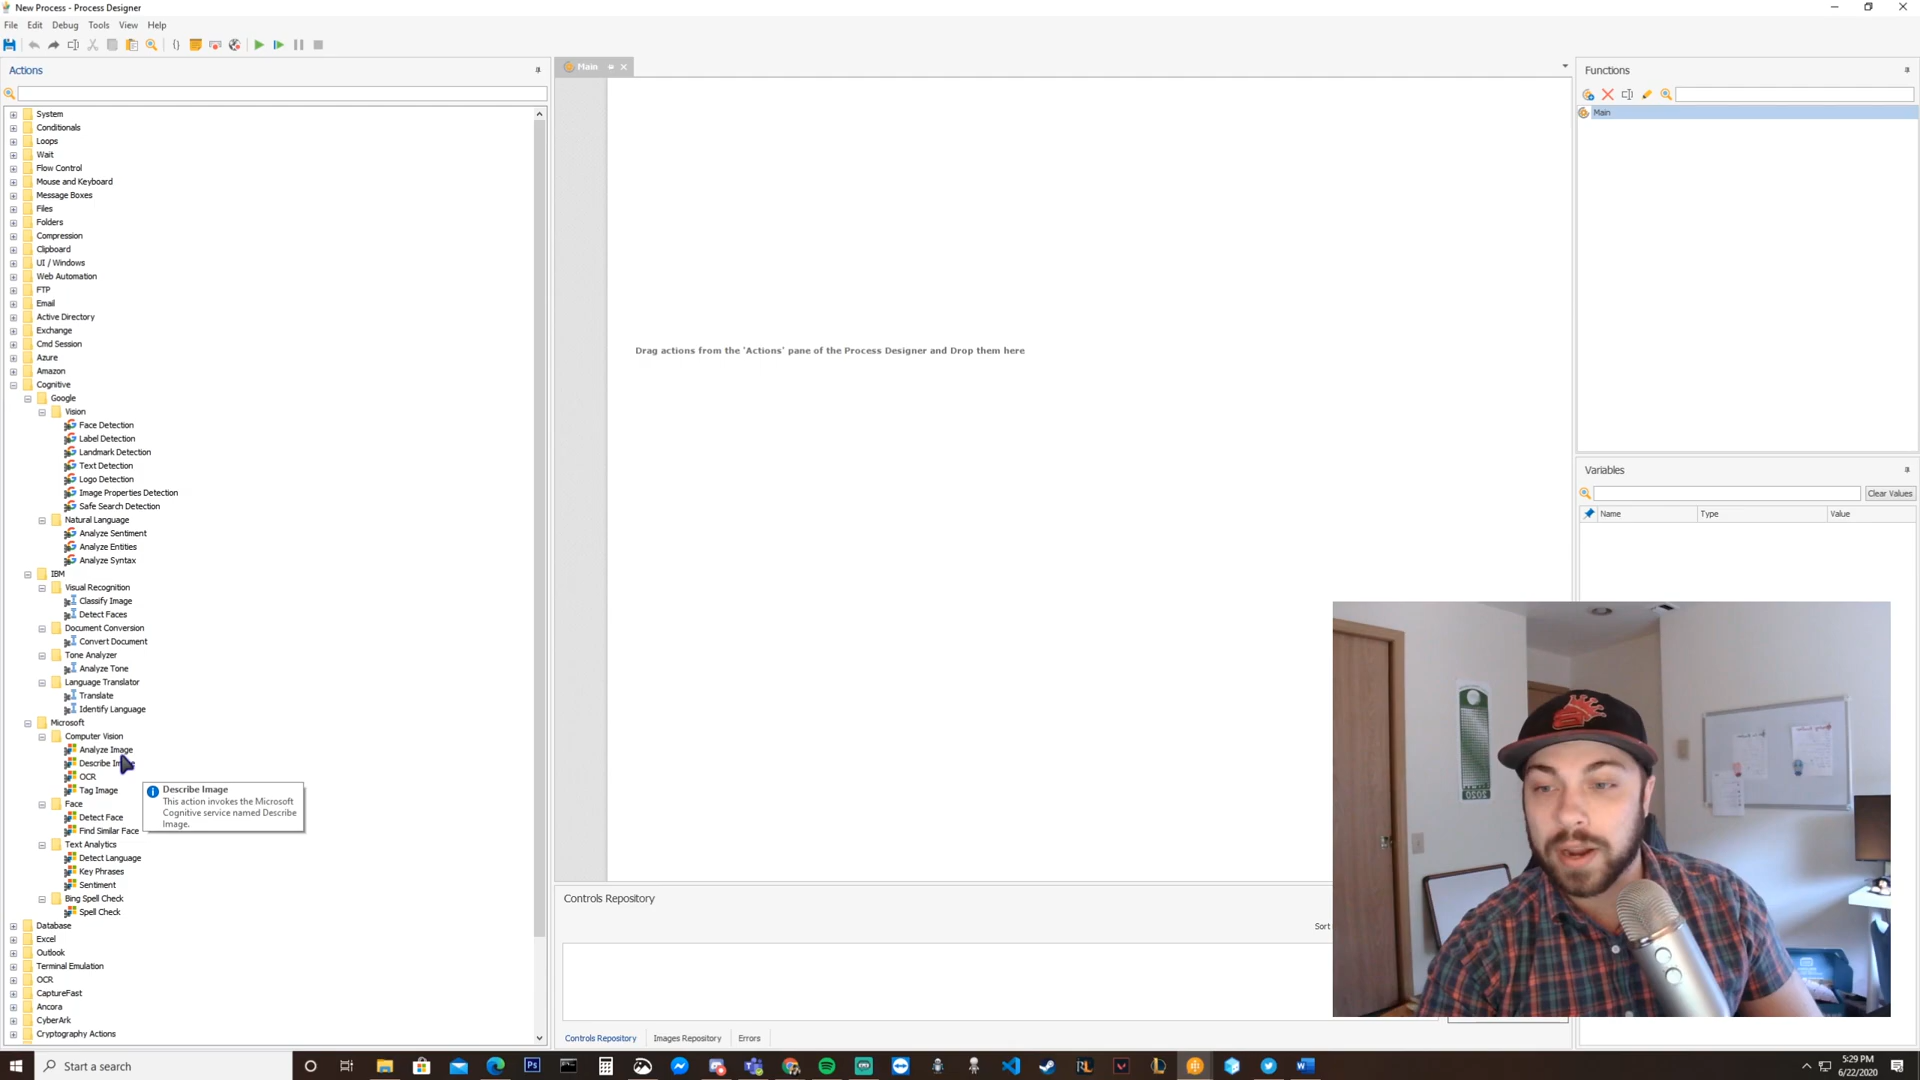 New Process - Process Designer
File Edit Debug Tools View Help
Actions
System
Conditionals
Loops
Wait
Flow Control
Mouse and Keyboard
Message Boxes
Files
Folders
Compression
Clipboard
UI / Windows
Web Automation
FTP
Email
Active Directory
Exchange
Cmd Session
Azure
Amazon
Cognitive
Google
Vision
Face Detection
Label Detection
Landmark Detection
Text Detection
Logo Detection
Image Properties Detection
Safe Search Detection
Natural Language
Analyze Sentiment
Analyze Entities
Analyze Syntax
IBM
Visual Recognition
Classify Image
Detect Faces
Document Conversion
Convert Document
Tone Analyzer
Analyze Tone
Language Translator
Translate
Identify Language
Microsoft
Computer Vision
Analyze Image
Describe Im
OCR
Tag Image
Face
Detect Face
Find Similar Face
Text Analytics
Detect Language
Key Phrases
Sentiment
Bing Spell Check
Spell Check
Database
Excel
Outlook
Terminal Emulation
OCR
CaptureFast
Ancora
CyberArk
Cryptography Actions
Describe Image
This action invokes the Microsoft
Cognitive service named Describe
Image.
Main
Drag actions from the 'Actions' pane of the Process Designer and Drop them here
Controls Repository
Sort
Controls Repository Images Repository Errors
Functions
Main
Variables
Clear Values
Name Type Value
2020
Start a search
5:29 PM
6/22/2020